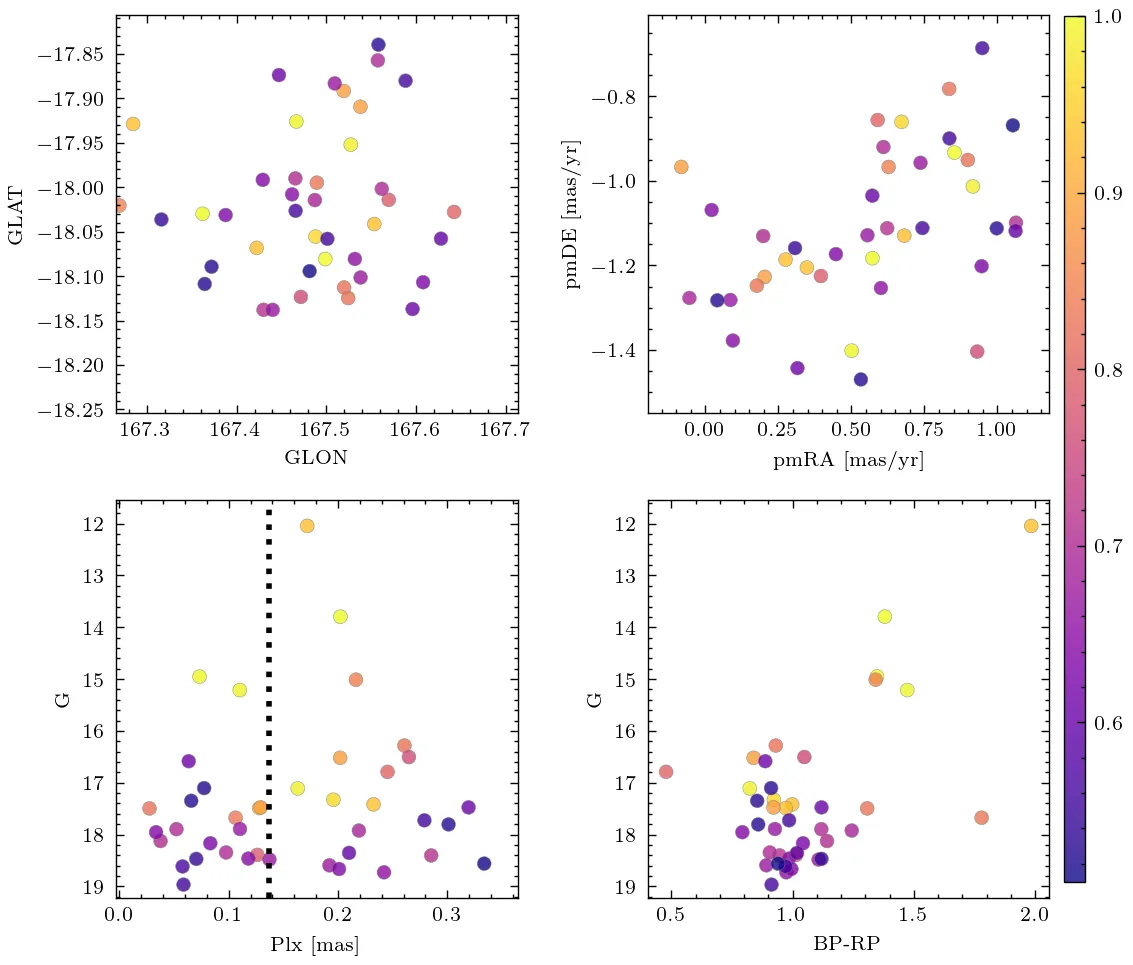 −17.85
−17.90
−17.95
−18.00
−18.05
−18.10
−18.15
−18.20
−18.25
GLAT
167.3 167.4 167.5 167.6 167.7
GLON
−0.8
−1.0
−1.2
−1.4
pmDE [mas/yr]
0.00 0.25 0.50 0.75 1.00
pmRA [mas/yr]
1.0
0.9
0.8
0.7
0.6
12
13
14
15
16
17
18
19
G
0.0 0.1 0.2 0.3
Plx [mas]
12
13
14
15
16
17
18
19
G
0.5 1.0 1.5 2.0
BP-RP